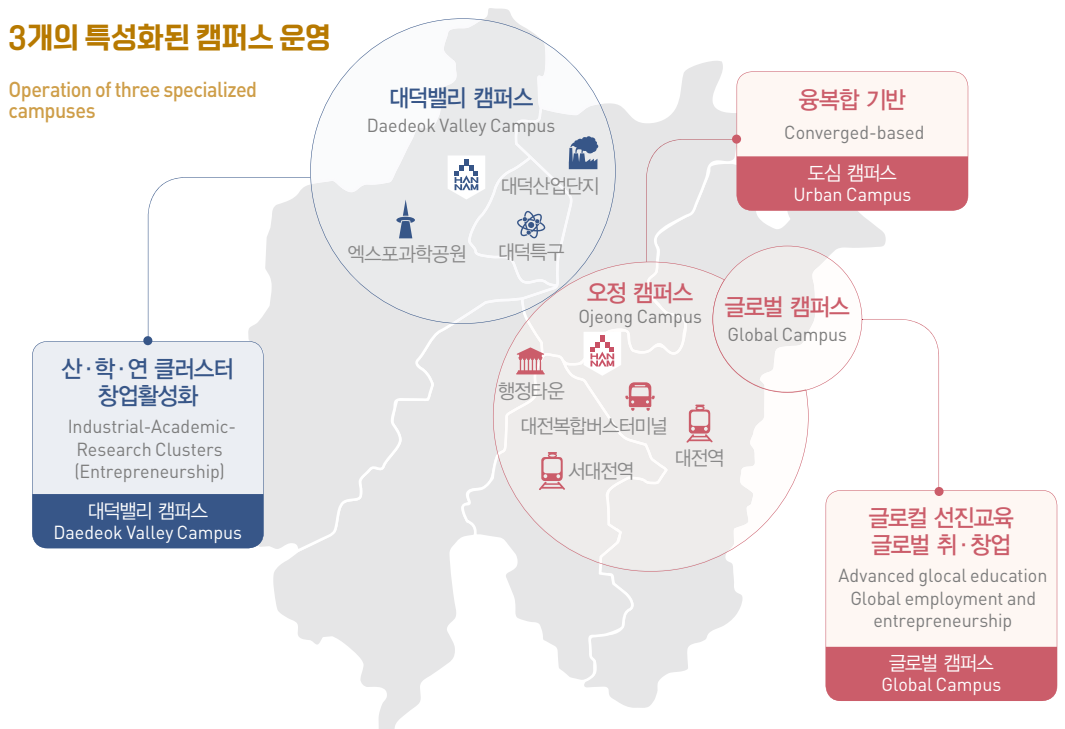 3개의 특성화된 캠퍼스 운영
Operation of three specialized
campuses
대덕밸리 캠퍼스
Daedeok Valley Campus
HAN
NAM
대덕산업단지
엑스포과학공원
대덕특구
융복합 기반
Converged-based
도심 캠퍼스
Urban Campus
오정 캠퍼스
Ojeong Campus
HAN
NAM
행정타운
대전복합버스터미널
대전역
서대전역
글로벌 캠퍼스
Global Campus
산·학·연 클러스터
창업활성화
Industrial-Academic-
Research Clusters
(Entrepreneurship)
대덕밸리 캠퍼스
Daedeok Valley Campus
글로컬 선진교육
글로벌 취·창업
Advanced glocal education
Global employment and
entrepreneurship
글로벌 캠퍼스
Global Campus